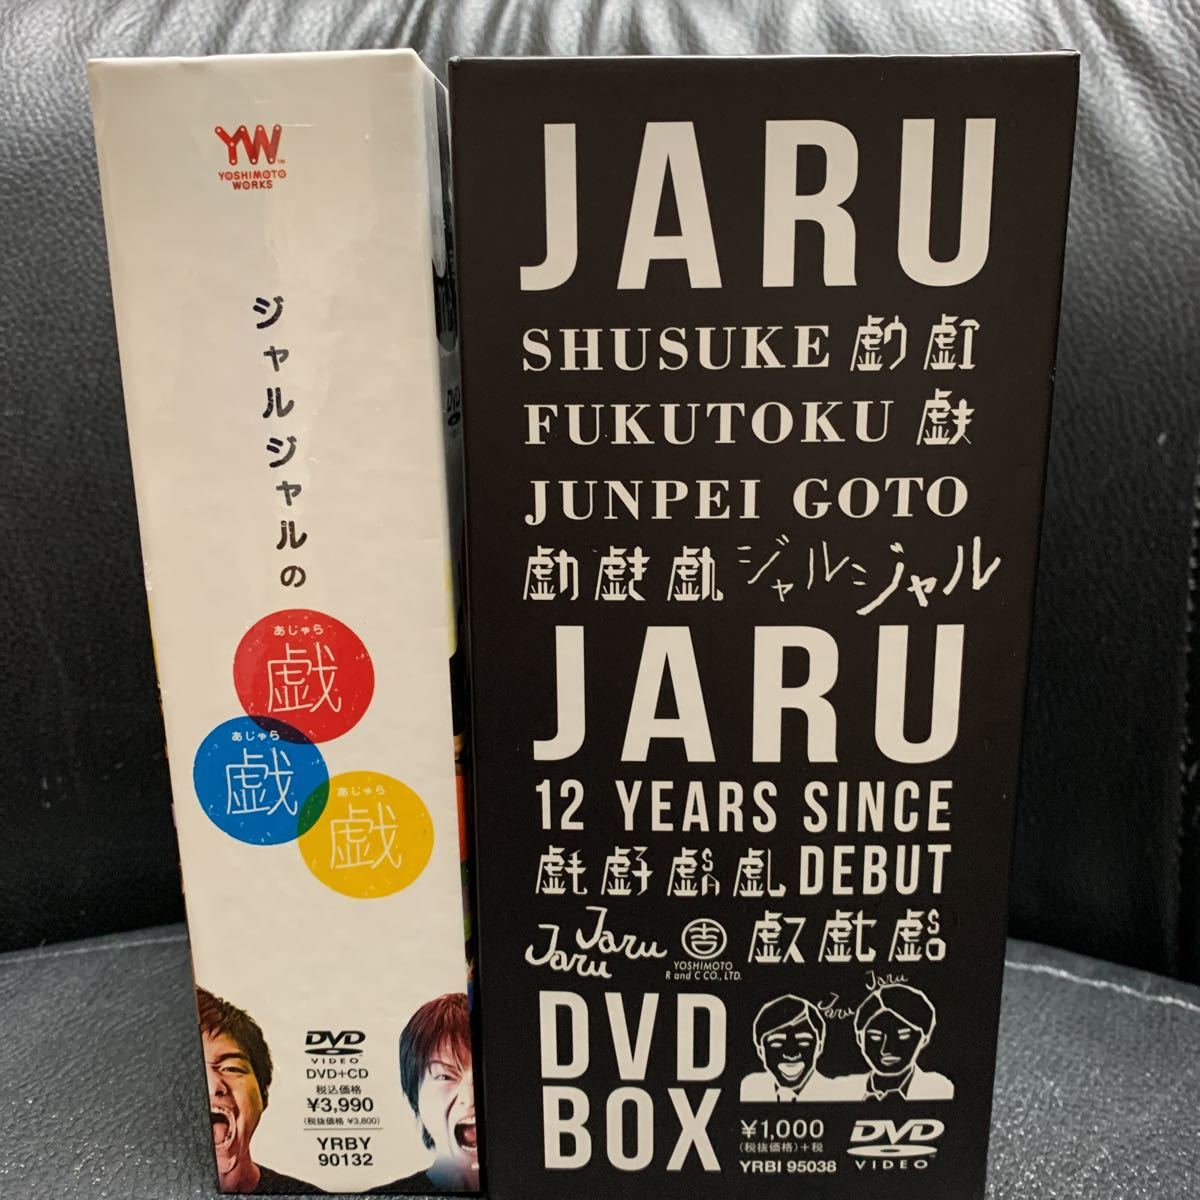 YW
TM
YOSHIMOTO
WORKS
ジャルジャルの
あじゃら
戯
あじゃら
戯
あじゃら
戯
DVD
VIDEO
DVD+CD
税込価格
¥3,990
(税抜価格 ¥3,800)
YRBY
90132
DVD
JARU
SHUSUKE
FUKUTOKU
JUNPEI GOTO
ジャルジャル
JARU
12 YEARS SINCE
DEBUT
Jaru
Jaru
吉
YOSHIMOTO
R and C CO., LTD.
DVD
BOX
Jaru
Jaru
¥1,000
(税抜価格)+税
YRBI 95038
DVD
VIDEO